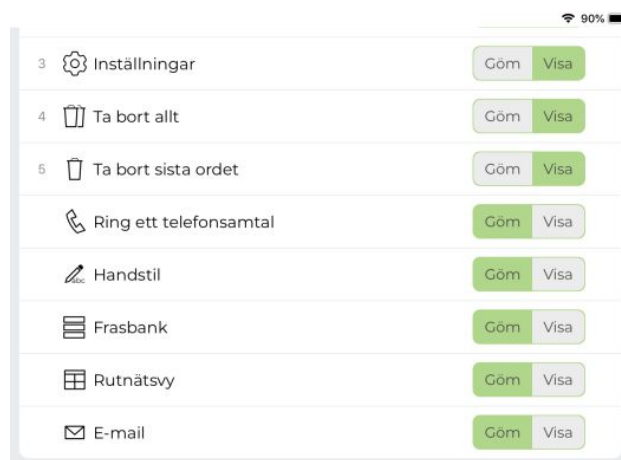 90%
3 Inställningar Göm Visa
4 Ta bort allt Göm Visa
5 Ta bort sista ordet Göm Visa
Ring ett telefonsamtal Göm Visa
abc Handstil Göm Visa
Frasbank Göm Visa
Rutnätsvy Göm Visa
E-mail Göm Visa